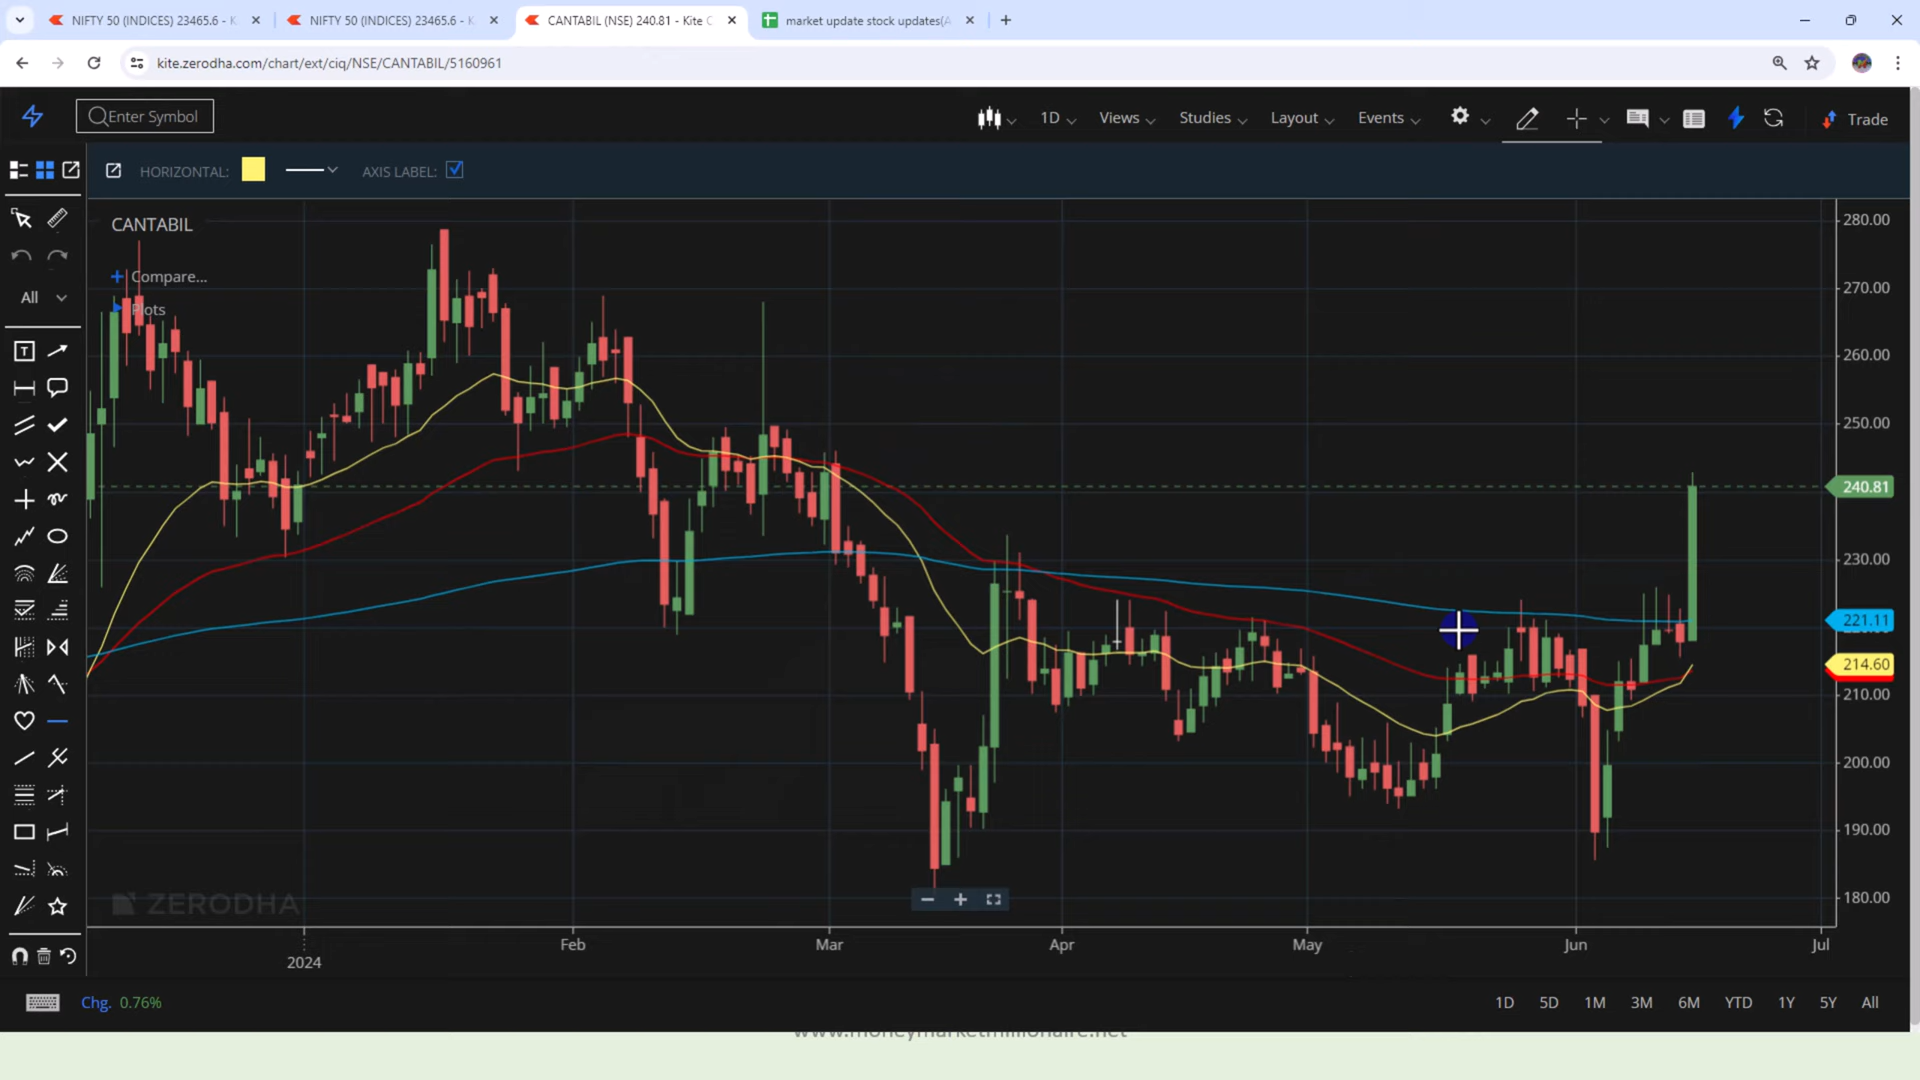 NIFTY 50 (INDICES) 23465.6 - K
NIFTY 50 (INDICES) 23465.6 - K
CANTABIL (NSE) 240.81 - Kite C
market update stock updates(A
kite.zerodha.com/chart/ext/ciq/NSE/CANTABIL/5160961
Enter Symbol
1D
Views
Studies
Layout
Events
Trade
HORIZONTAL:
AXIS LABEL:
CANTABIL
Compare...
Plots
All
T
280.00
270.00
260.00
250.00
240.81
230.00
221.11
214.60
210.00
200.00
190.00
180.00
ZERODHA
2024
Feb
Mar
Apr
May
Jun
Jul
Chg. 0.76%
1D 5D 1M 3M 6M YTD 1Y 5Y All
www.moneymarketmillionaire.net